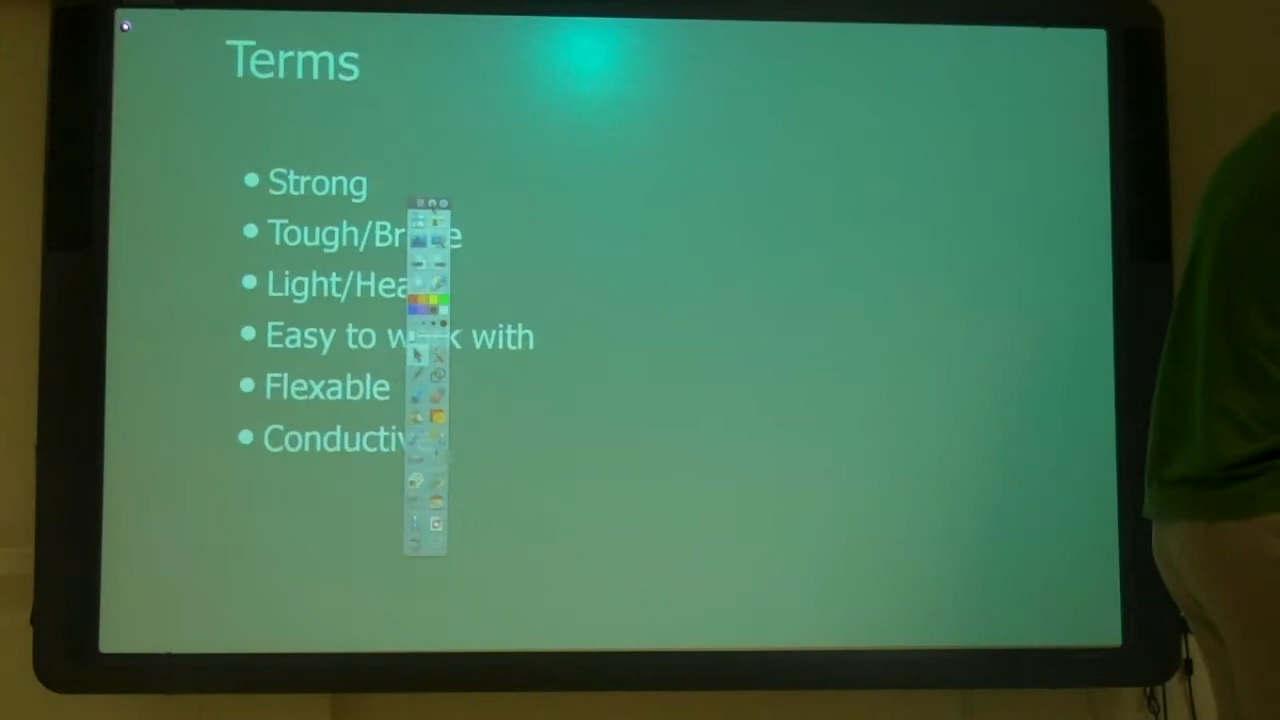 Terms
• Strong
• Tough/Br
• Light/Hea
• Easy to with
• Flexable
• Conductiv